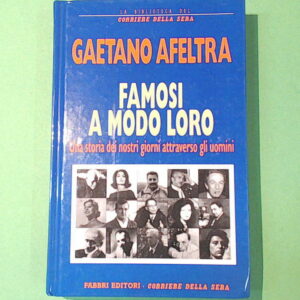 LA BIBLIOTECA DEL
CORRIERE DELLA SERA
GAETANO AFELTRA
FAMOSI
A MODO LORO
Una storia dei nostri giorni attraverso gli uomini
FABBRI EDITORI - CORRIERE DELLA SERA